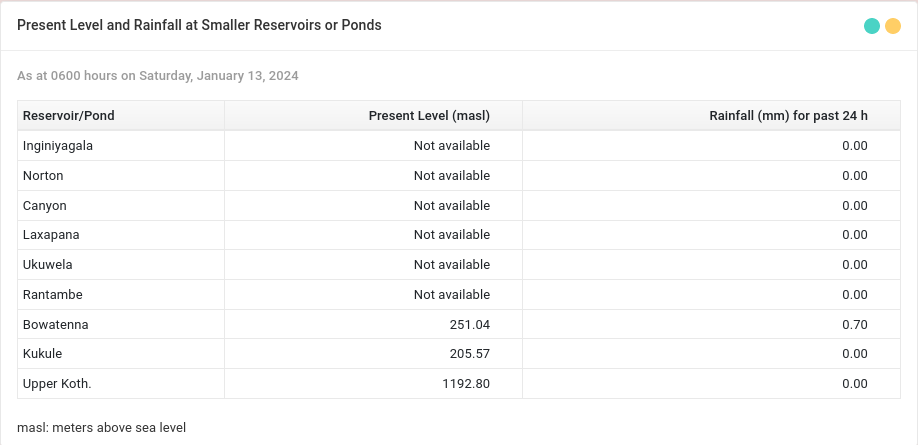 Present Level and Rainfall at Smaller Reservoirs or Ponds
As at 0600 hours on Saturday, January 13, 2024
Reservoir/Pond Present Level (masl) Rainfall (mm) for past 24 h
Inginiyagala Not available 0.00
Norton Not available 0.00
Canyon Not available 0.00
Laxapana Not available 0.00
Ukuwela Not available 0.00
Rantambe Not available 0.00
Bowatenna 251.04 0.70
Kukule 205.57 0.00
Upper Koth. 1192.80 0.00
masl: meters above sea level